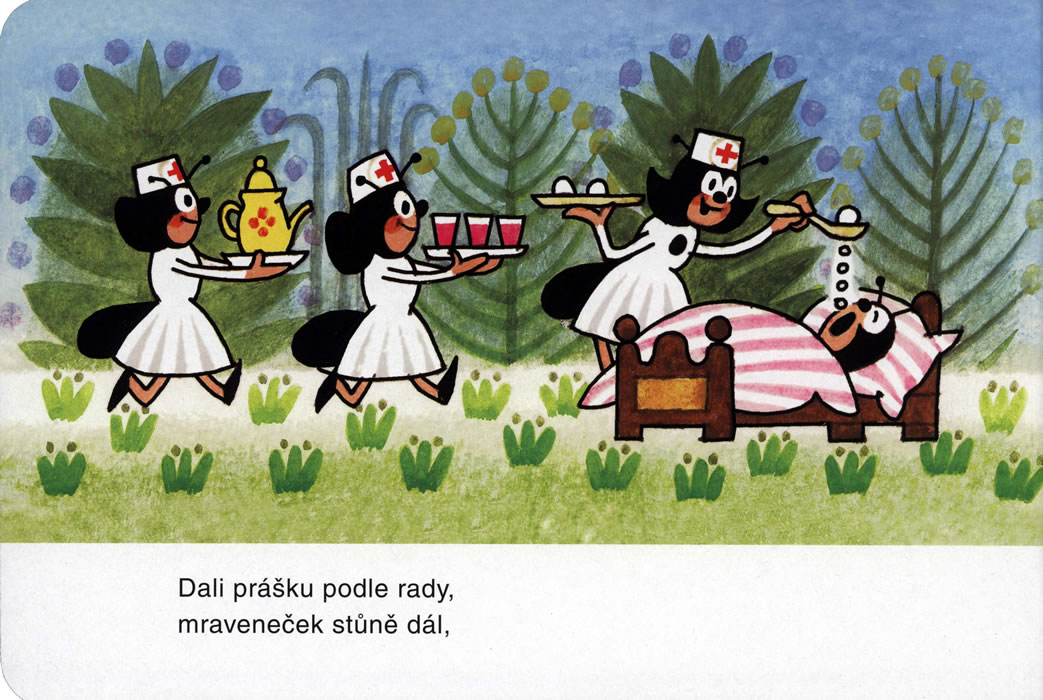 Dali prášku podle rady,
mraveneček stůně dál,